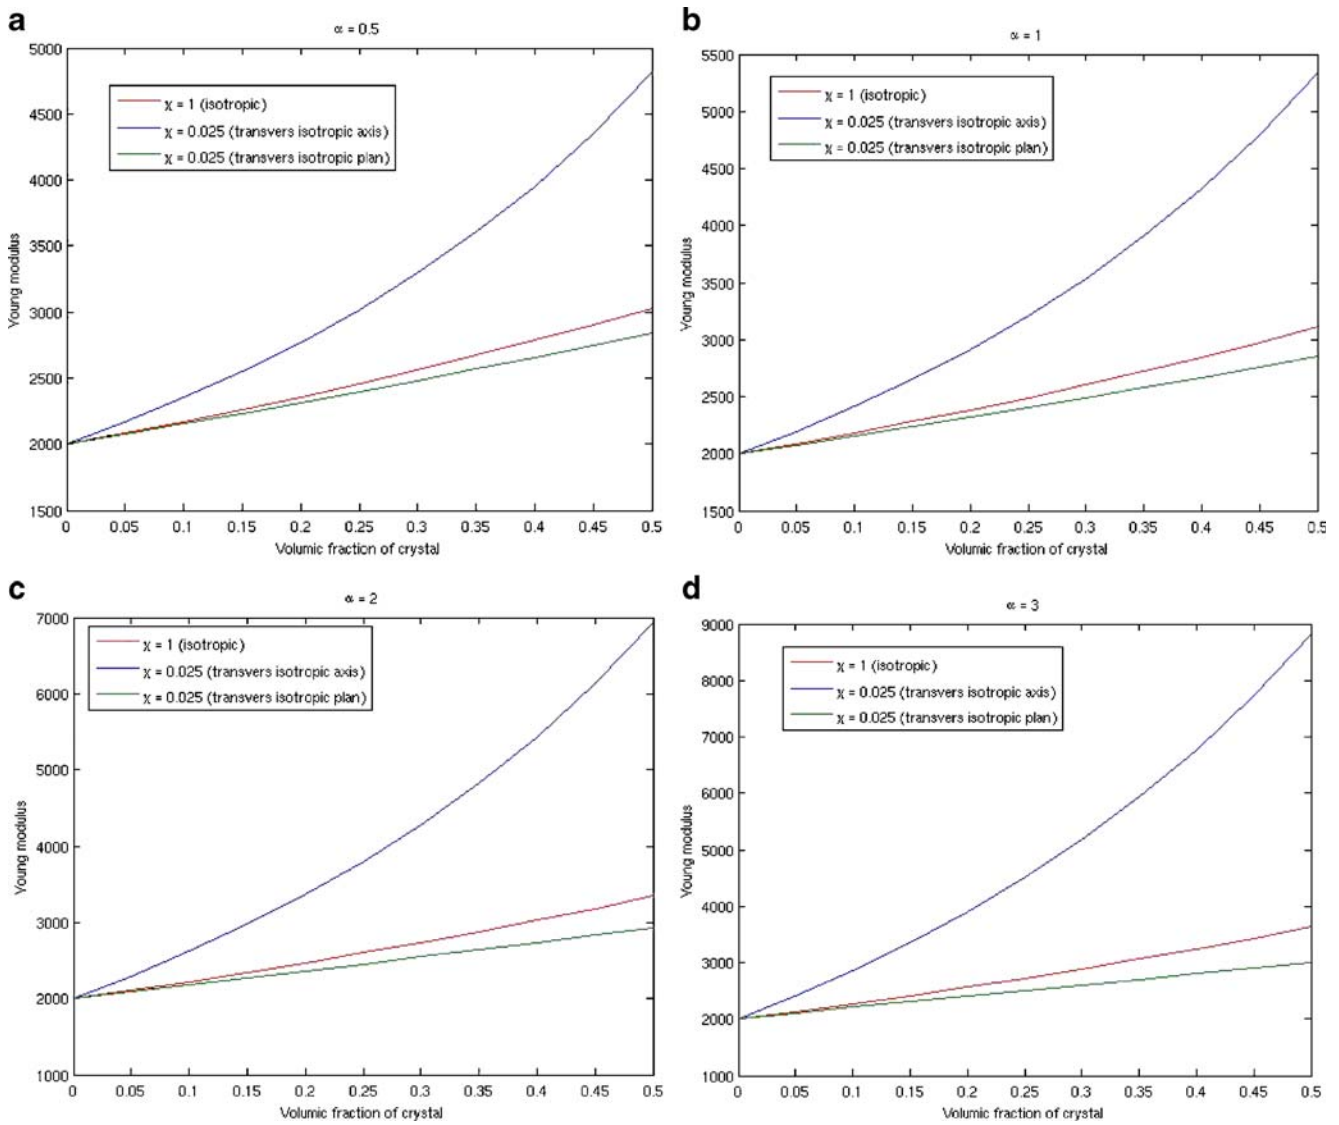 a
α = 0.5
5000
4500
4000
3500
3000
2500
2000
1500
Young modulus
χ = 1 (isotropic)
χ = 0.025 (transvers isotropic axis)
χ = 0.025 (transvers isotropic plan)
0 0.05 0.1 0.15 0.2 0.25 0.3 0.35 0.4 0.45 0.5
Volumic fraction of crystal
b
α = 1
5500
5000
4500
4000
3500
3000
2500
2000
1500
Young modulus
χ = 1 (isotropic)
χ = 0.025 (transvers isotropic axis)
χ = 0.025 (transvers isotropic plan)
0 0.05 0.1 0.15 0.2 0.25 0.3 0.35 0.4 0.45 0.5
Volumic fraction of crystal
c
α = 2
7000
6000
5000
4000
3000
2000
1000
Young modulus
χ = 1 (isotropic)
χ = 0.025 (transvers isotropic axis)
χ = 0.025 (transvers isotropic plan)
0 0.05 0.1 0.15 0.2 0.25 0.3 0.35 0.4 0.45 0.5
Volumic fraction of crystal
d
α = 3
9000
8000
7000
6000
5000
4000
3000
2000
1000
Young modulus
χ = 1 (isotropic)
χ = 0.025 (transvers isotropic axis)
χ = 0.025 (transvers isotropic plan)
0 0.05 0.1 0.15 0.2 0.25 0.3 0.35 0.4 0.45 0.5
Volumic fraction of crystal